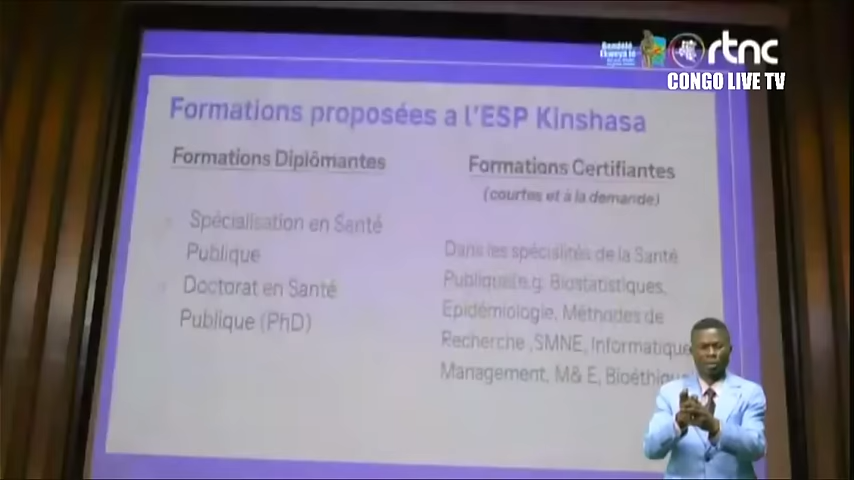 rtnc
CONGO LIVE TV
Formations proposées a l'ESP Kinshasa
Formations Diplômantes
Spécialisation en Santé
Publique
Doctorat en Santé
Publique (PhD)
Formations Certifiantes
(courtes et à la demande)
Dans les spécialités de la Santé
Publique(e.g. Biostatistiques,
Epidémiologie, Méthodes de
Recherche ,SMNE, Informatique
Management, M& E, Bioéthique